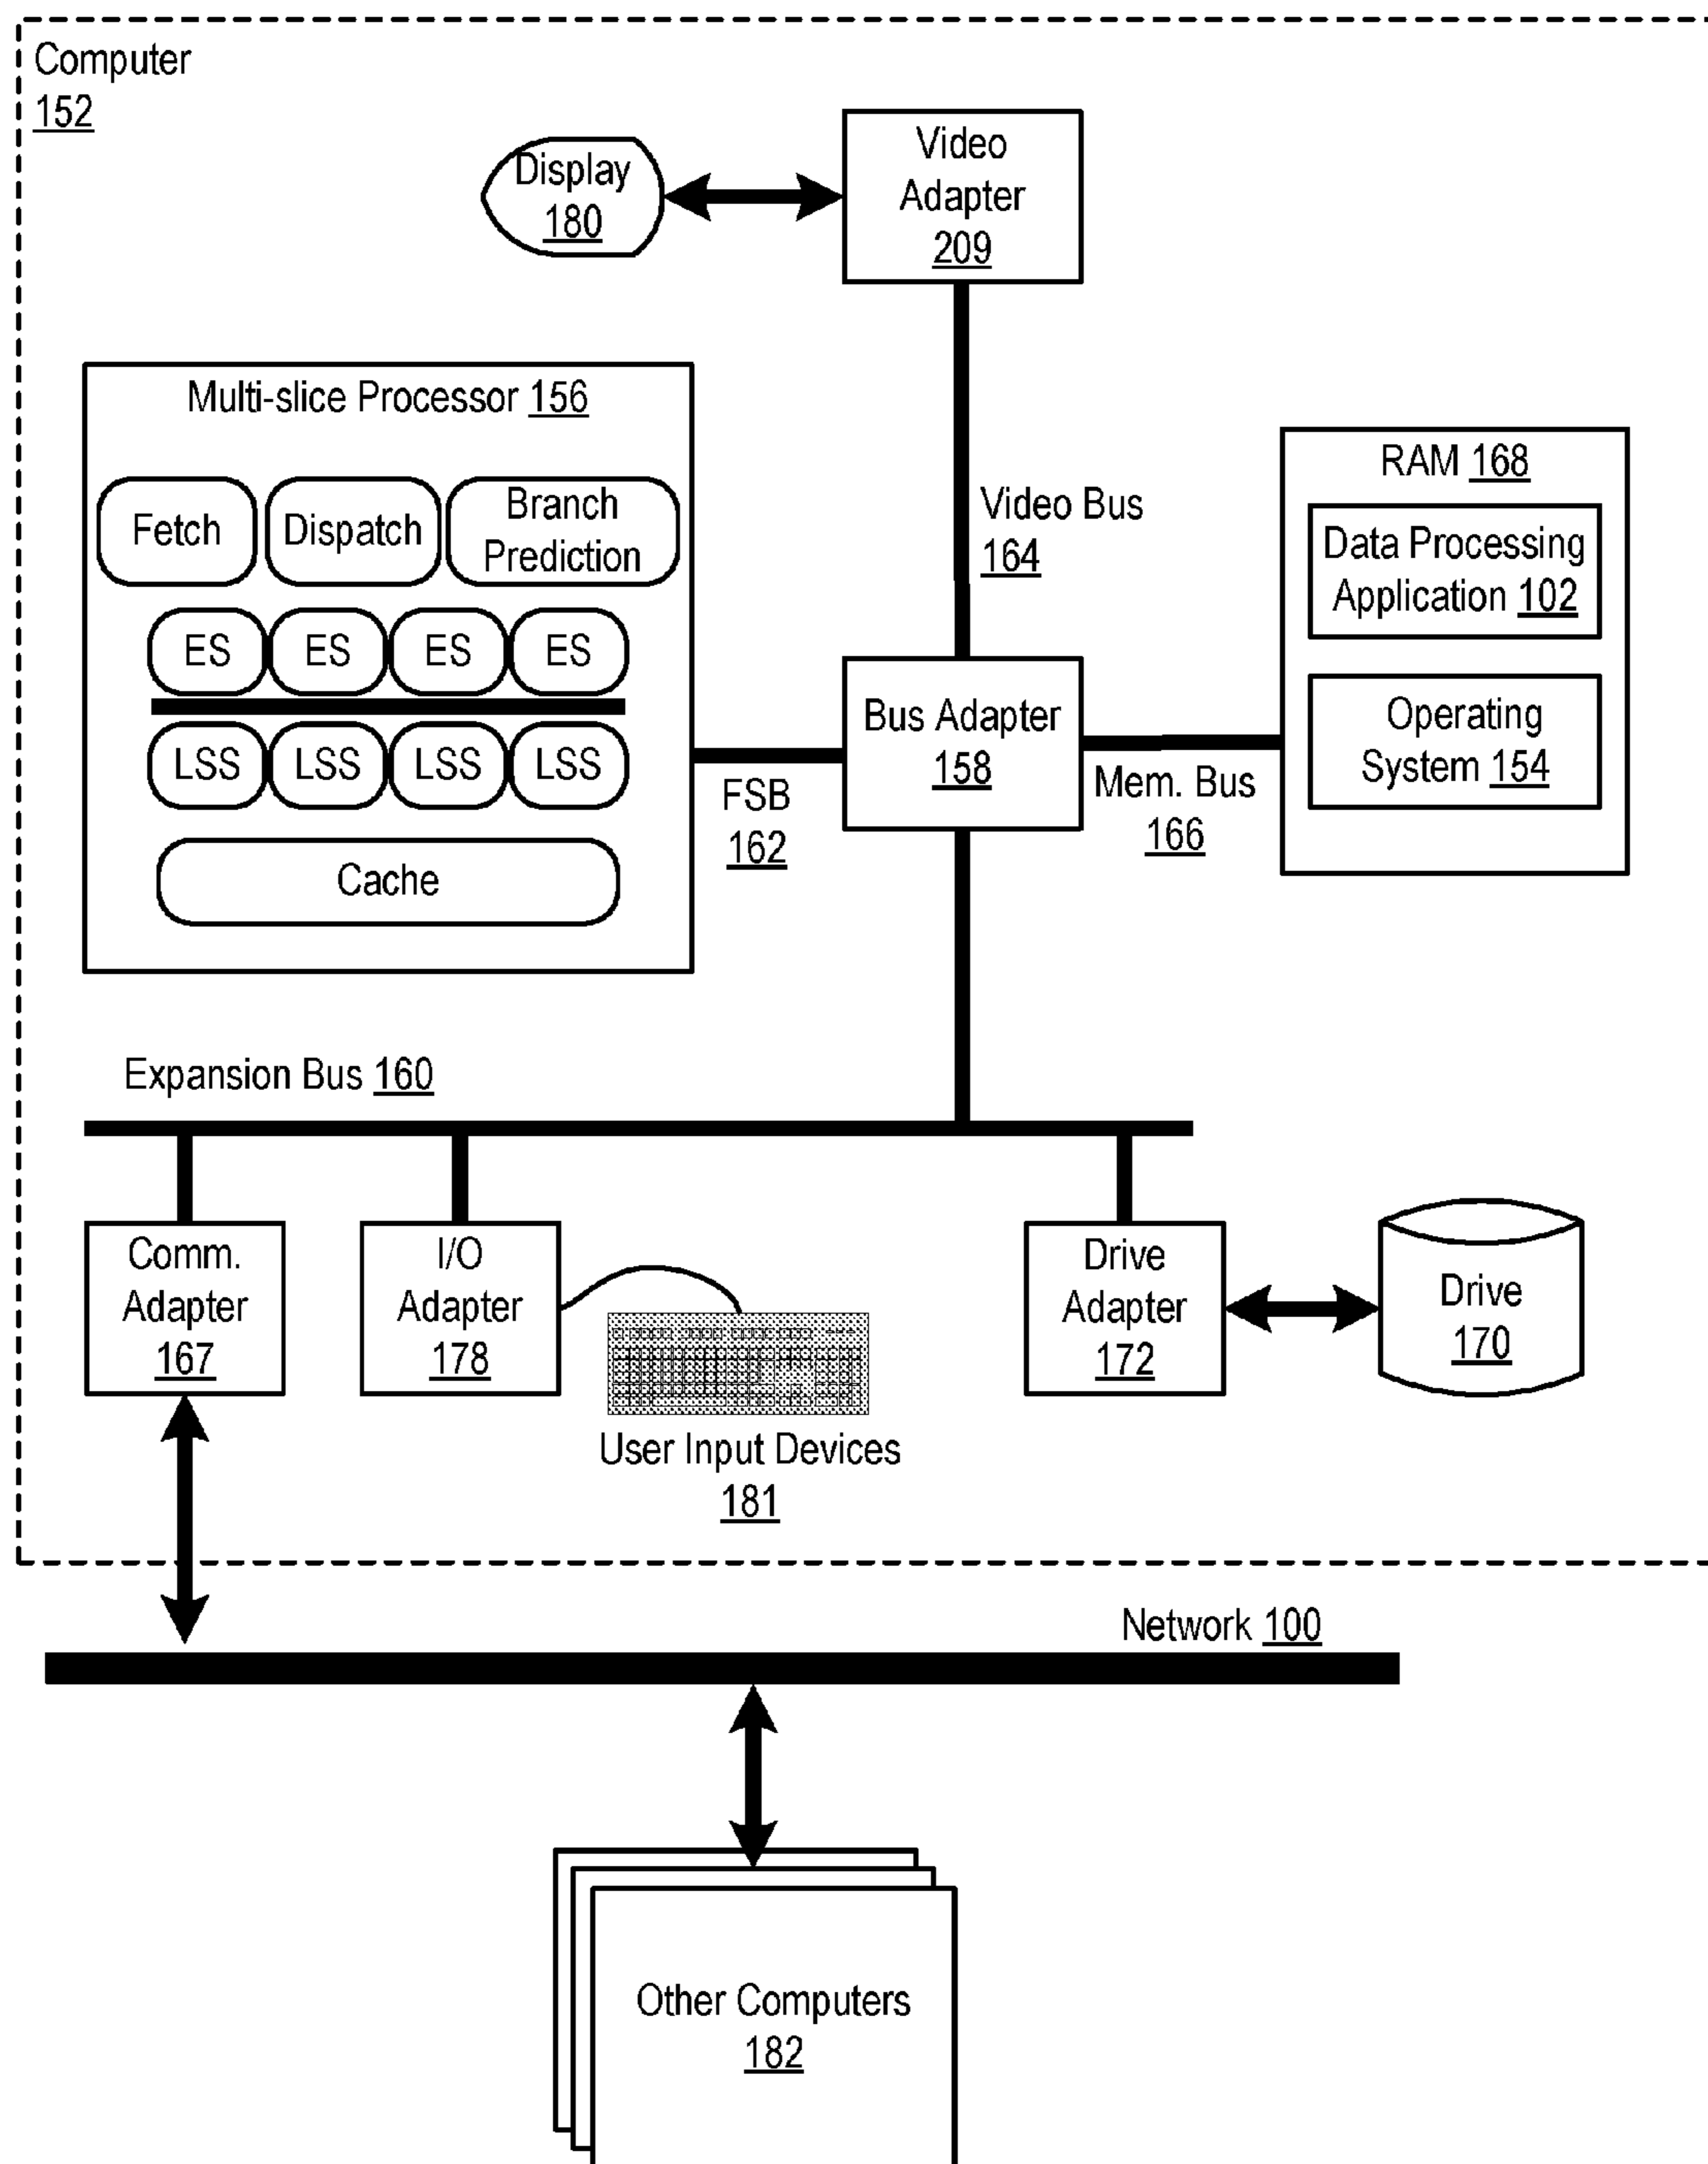 Computer
152
Display
180
Video
Adapter
209
Multi-slice Processor 156
Fetch
Dispatch
Branch
Prediction
ES
ES
ES
ES
LSS
LSS
LSS
LSS
Cache
Video Bus
164
RAM 168
Data Processing
Application 102
Operating
System 154
Bus Adapter
158
FSB
162
Mem. Bus
166
Expansion Bus 160
Comm.
Adapter
167
I/O
Adapter
178
User Input Devices
181
Drive
Adapter
172
Drive
170
Network 100
Other Computers
182